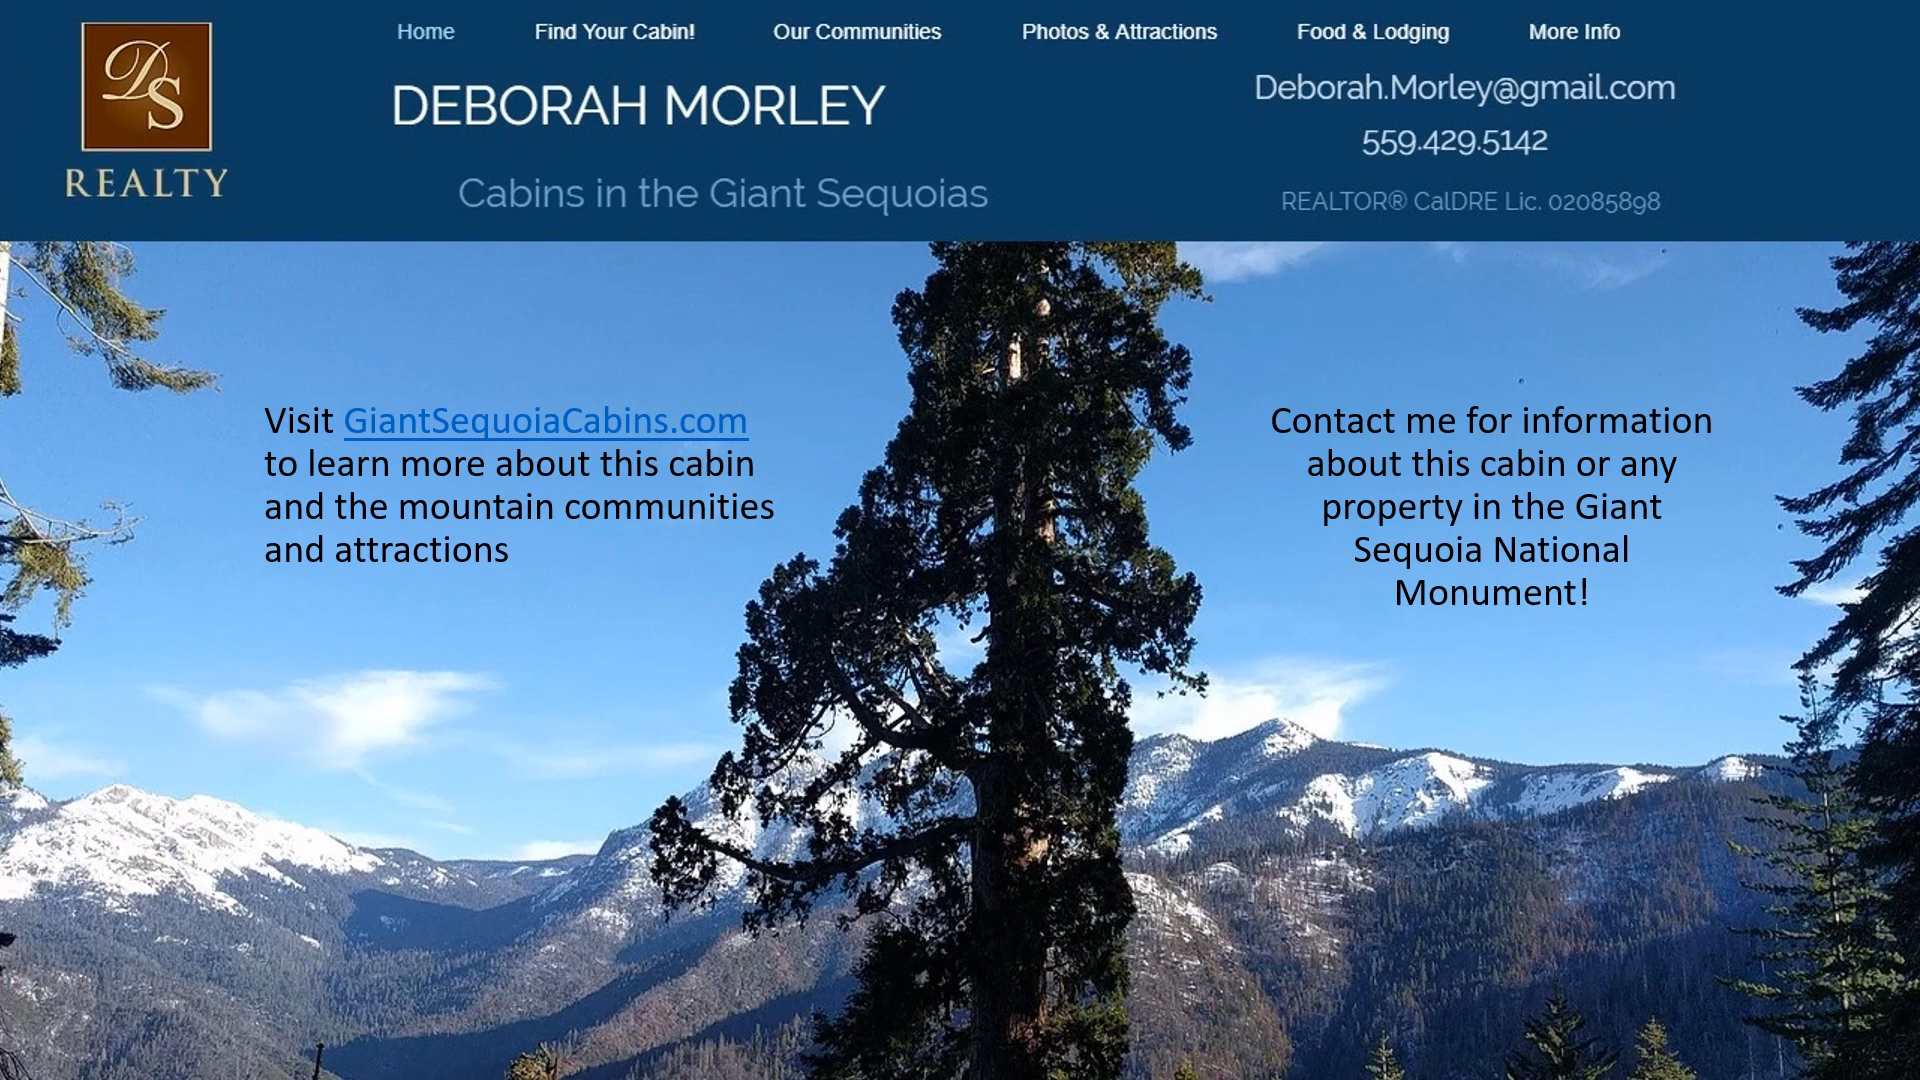 Home Find Your Cabin! Our Communities Photos & Attractions Food & Lodging More Info
DS
REALTY
DEBORAH MORLEY
Cabins in the Giant Sequoias
Deborah.Morley@gmail.com
559.429.5142
REALTOR® CalDRE Lic. 02085898
Visit GiantSequoiaCabins.com
to learn more about this cabin
and the mountain communities
and attractions
Contact me for information
about this cabin or any
property in the Giant
Sequoia National
Monument!